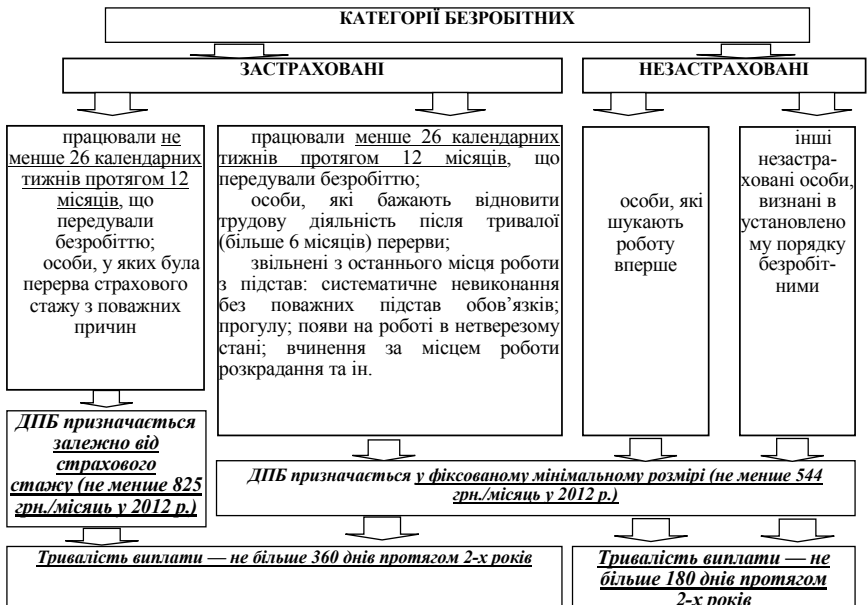 КАТЕГОРІЇ БЕЗРОБІТНИХ
ЗАСТРАХОВАНІ
НЕЗАСТРАХОВАНІ
працювали не
менше 26 календарних
тижнів протягом 12
місяців, що
передували
безробіттю;
особи, у яких була
перерва страхового
стажу з поважних
причин
працювали менше 26 календарних
тижнів протягом 12 місяців, що
передували безробіттю;
особи, які бажають відновити
трудову діяльність після тривалої
(більше 6 місяців) перерви;
звільнені з останнього місця роботи
з підстав: систематичне невиконання
без поважних підстав обов’язків;
прогулу; появи на роботі в нетверезому
стані; вчинення за місцем роботи
розкрадання та ін.
особи, які
шукають
роботу
вперше
інші
незастра-
ховані особи,
визнані в
установлено
му порядку
безробіт-
ними
ДПБ призначається
залежно від
страхового
стажу (не менше 825
грн./місяць у 2012 р.)
ДПБ призначається у фіксованому мінімальному розмірі (не менше 544
грн./місяць у 2012 р.)
Тривалість виплати — не більше 360 днів протягом 2-х років
Тривалість виплати — не
більше 180 днів протягом
2-х років